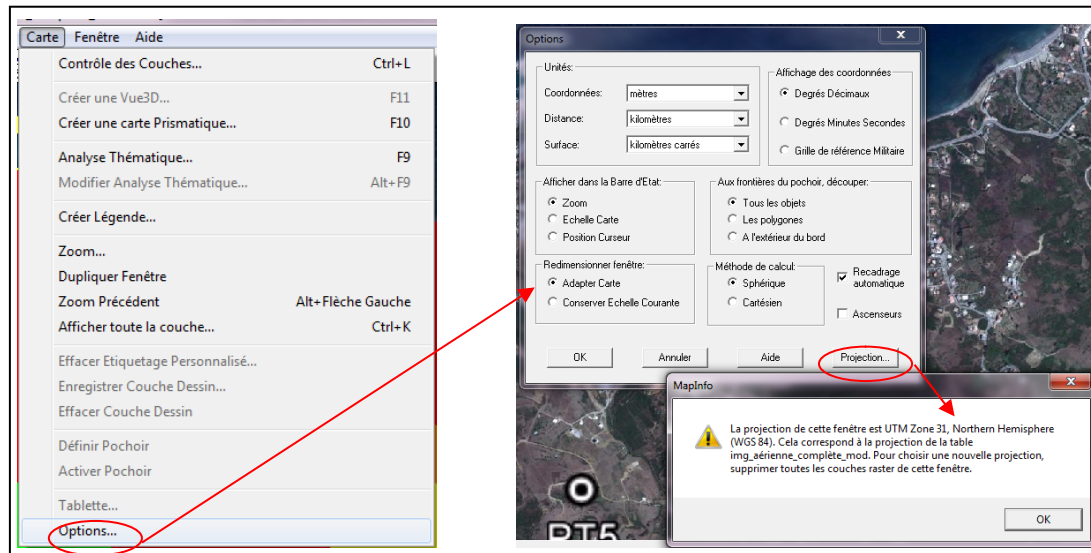 Carte Fenêtre Aide
Contrôle des Couches... Ctrl+L
Créer une Vue3D... F11
Créer une carte Prismatique... F10
Analyse Thématique... F9
Modifier Analyse Thématique... Alt+F9
Créer Légende...
Zoom...
Dupliquer Fenêtre
Zoom Précédent Alt+Flèche Gauche
Afficher toute la couche... Ctrl+K
Effacer Etiquetage Personnalisé...
Enregistrer Couche Dessin...
Effacer Couche Dessin
Définir Pochoir
Activer Pochoir
Tablette...
Options...
Options
Unités:
Coordonnées: mètres
Distance: kilomètres
Surface: kilomètres carrés
Affichage des coordonnées
Degrés Décimaux
Degrés Minutes Secondes
Grille de référence Militaire
Afficher dans la Barre d'Etat:
Zoom
Echelle Carte
Position Curseur
Aux frontières du pochoir, découper:
Tous les objets
Les polygones
A l'extérieur du bord
Redimensionner fenêtre:
Adapter Carte
Conserver Echelle Courante
Méthode de calcul:
Sphérique
Cartésien
Recadrage
automatique
Ascenseurs
OK Annuler Aide Projection...
MapInfo
La projection de cette fenêtre est UTM Zone 31, Northern Hemisphere
(WGS 84). Cela correspond à la projection de la table
img_aérienne_complète_mod. Pour choisir une nouvelle projection,
supprimer toutes les couches raster de cette fenêtre.
OK
PT5